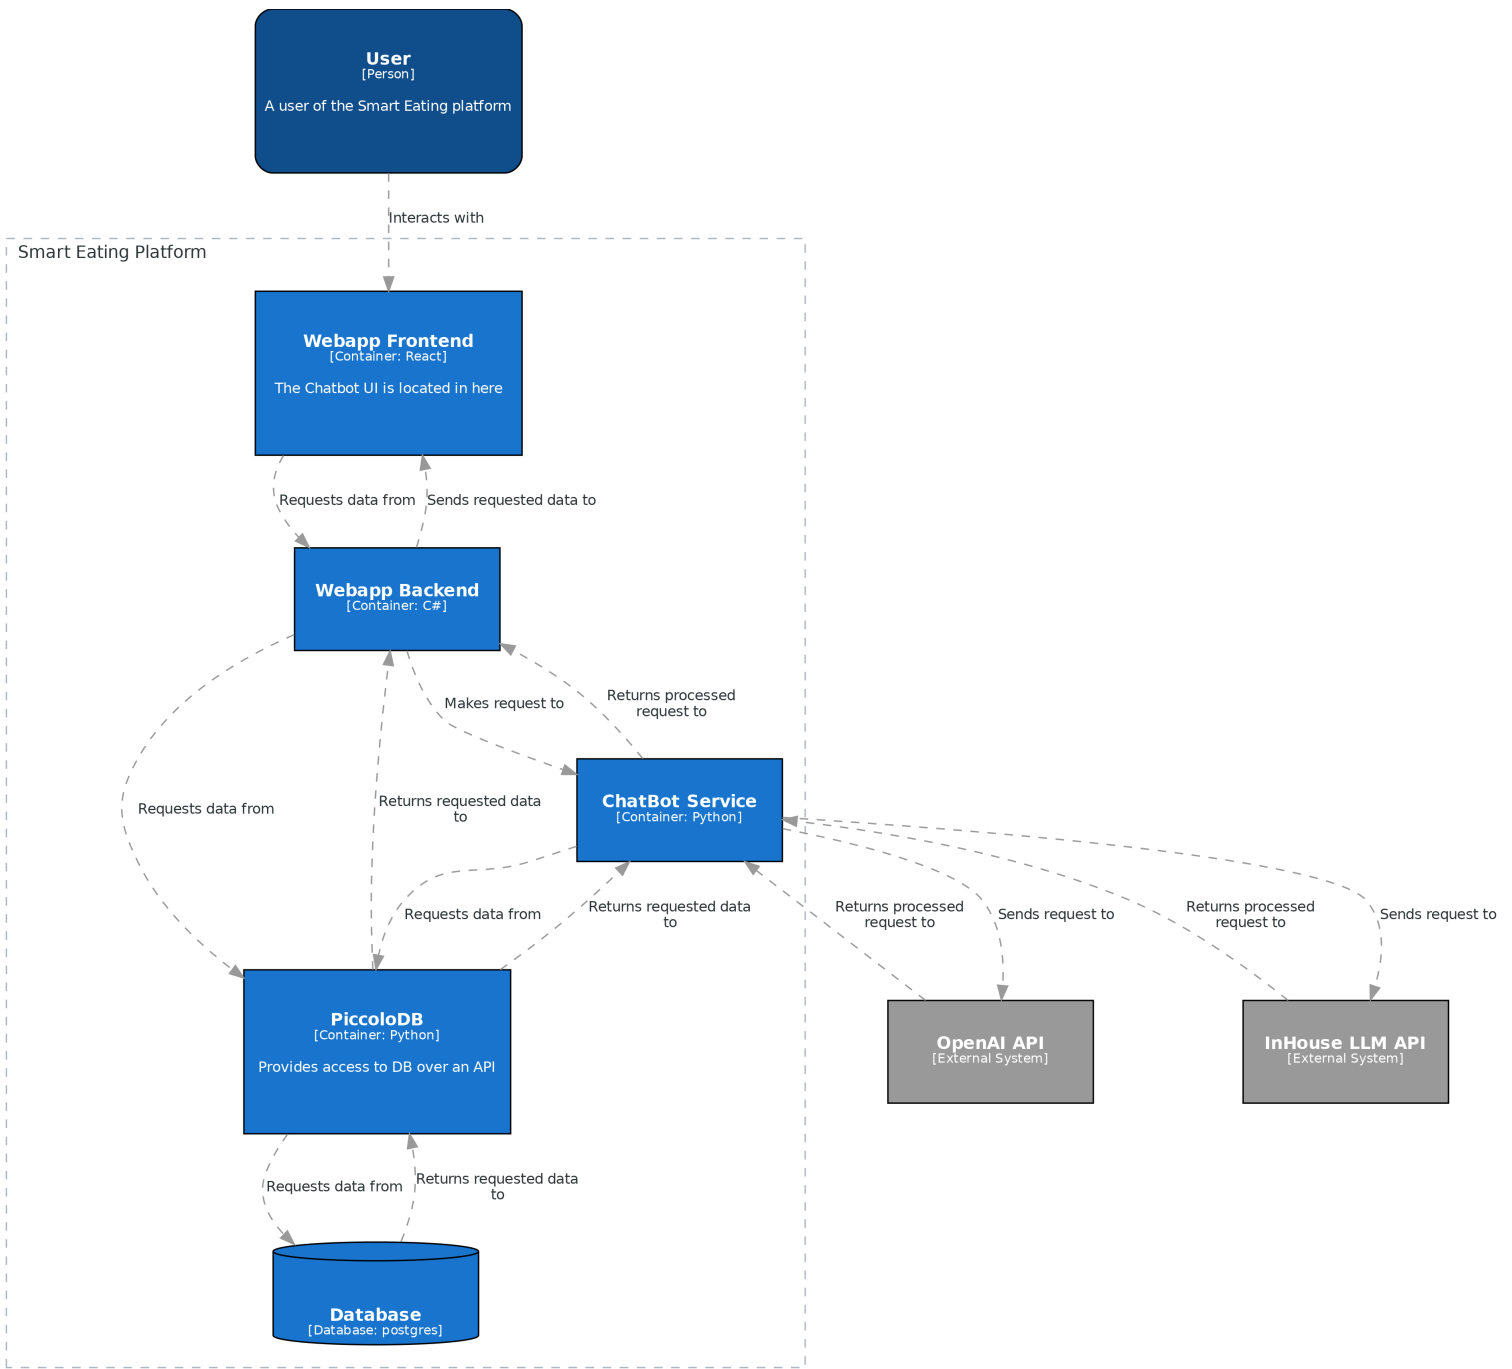 User
[Person]
A user of the Smart Eating platform
Interacts with
Smart Eating Platform
Webapp Frontend
[Container: React]
The Chatbot UI is located in here
Requests data from
Sends requested data to
Webapp Backend
[Container: C#]
Makes request to
Returns processed
request to
Requests data from
Returns requested data
to
ChatBot Service
[Container: Python]
Requests data from
Returns requested data
to
Returns processed
request to
Sends request to
Returns processed
request to
Sends request to
PiccoloDB
[Container: Python]
Provides access to DB over an API
OpenAI API
[External System]
InHouse LLM API
[External System]
Requests data from
Returns requested data
to
Database
[Database: postgres]